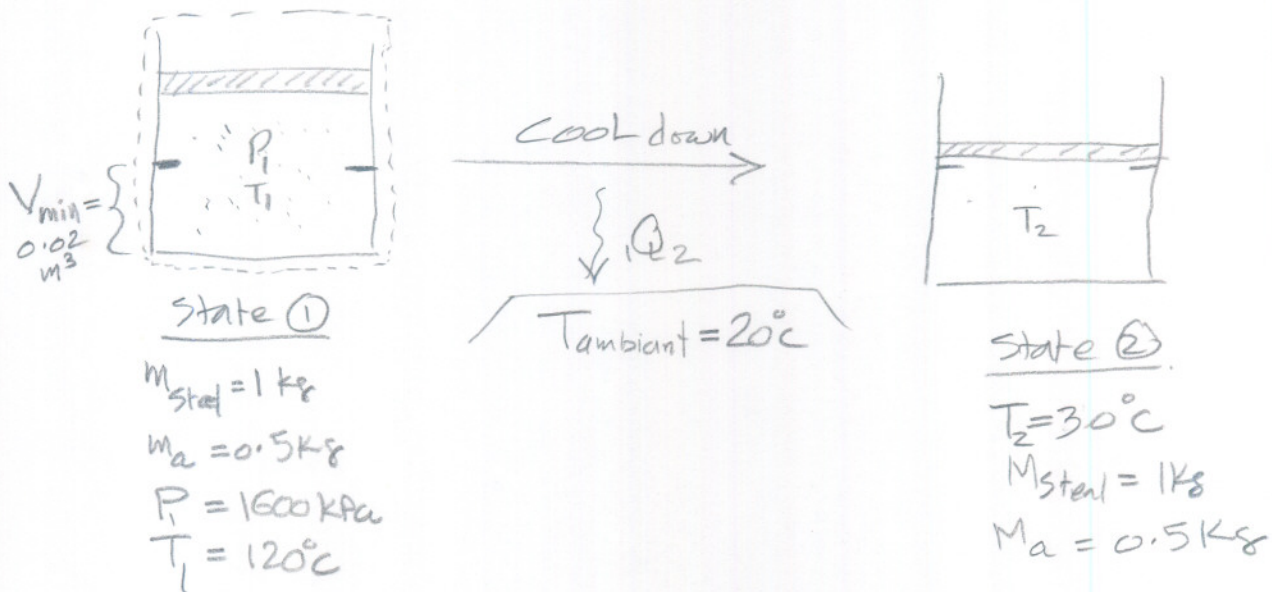 P₁
T₁
Vmin =
0.02
m³
State ①
mSteel = 1 kg
ma = 0.5 kg
P₁ = 1600 kPa
T₁ = 120°C
Cool down
₁Q₂
Tambiant = 20°C
T₂
State ②
T₂ = 30°C
MSteal = 1 Kg
Ma = 0.5 Kg